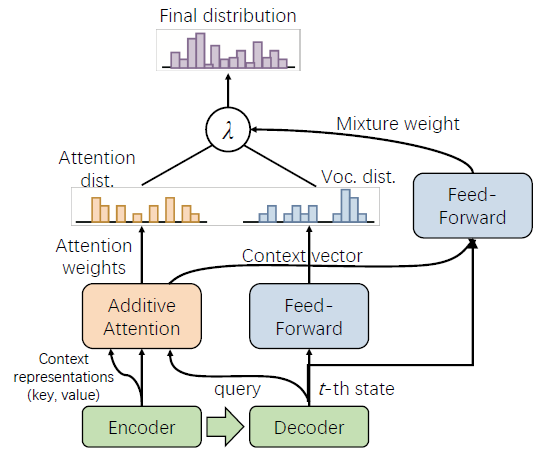 Final distribution
λ
Mixture weight
Attention
dist.
Voc. dist.
Feed-
Forward
Attention
weights
Context vector
Additive
Attention
Feed-
Forward
Context
representations
(key, value)
query
t-th state
Encoder
Decoder